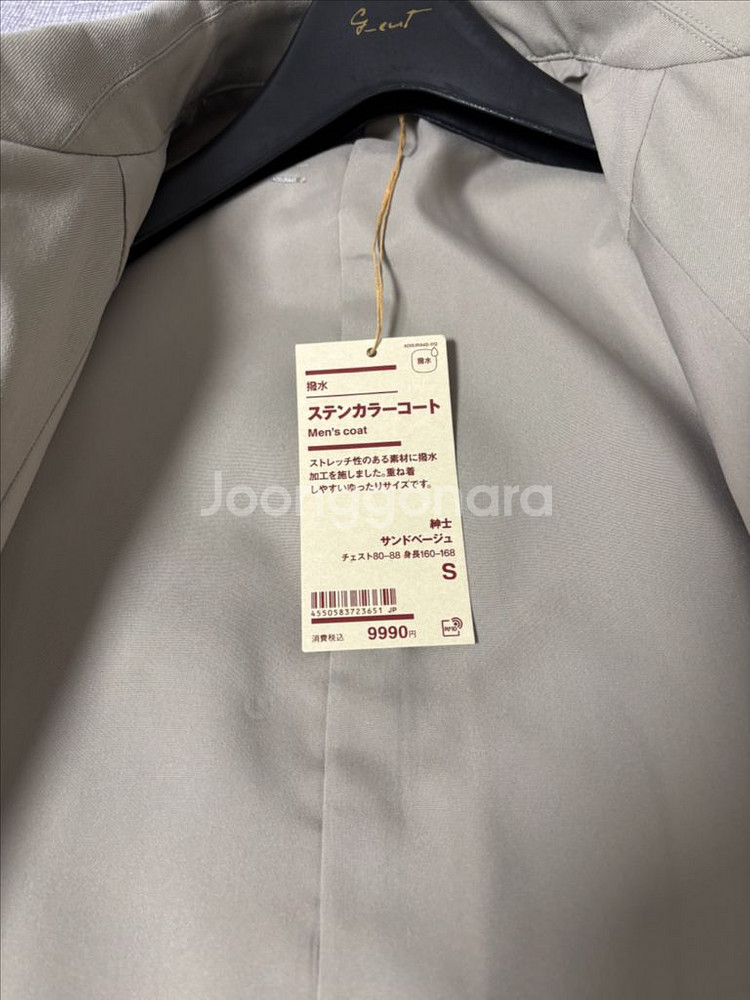 撥水
撥水
ステンカラーコート
Men's coat
ストレッチ性のある素材に撥水
加工を施しました。重ね着
しやすいゆったりサイズです。
Joonggonara
紳士
サンドベージュ
チェスト80–88 身長160–168
S
4550583723651 JP
消費税込 9990円
RFID